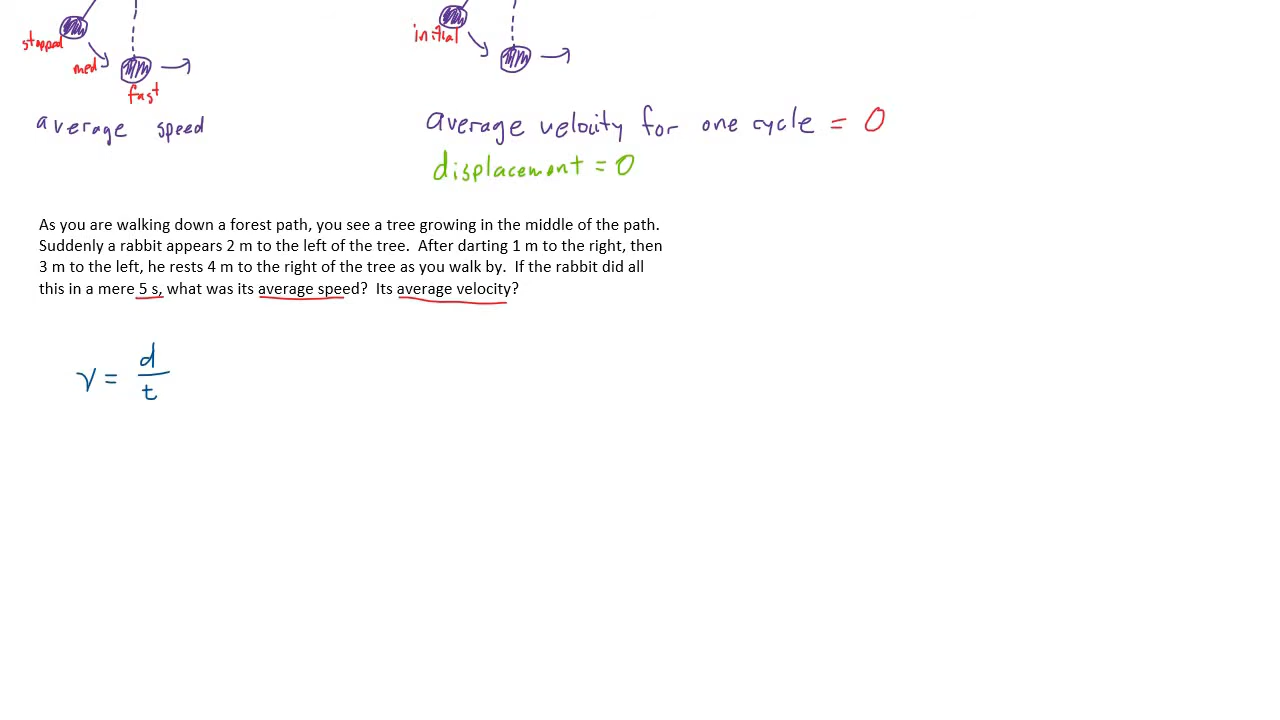 stopped
initial
med
fast
average speed
average velocity for one cycle = 0
displacement = 0
As you are walking down a forest path, you see a tree growing in the middle of the path.
Suddenly a rabbit appears 2 m to the left of the tree. After darting 1 m to the right, then
3 m to the left, he rests 4 m to the right of the tree as you walk by. If the rabbit did all
this in a mere 5 s, what was its average speed? Its average velocity?
v = d
t